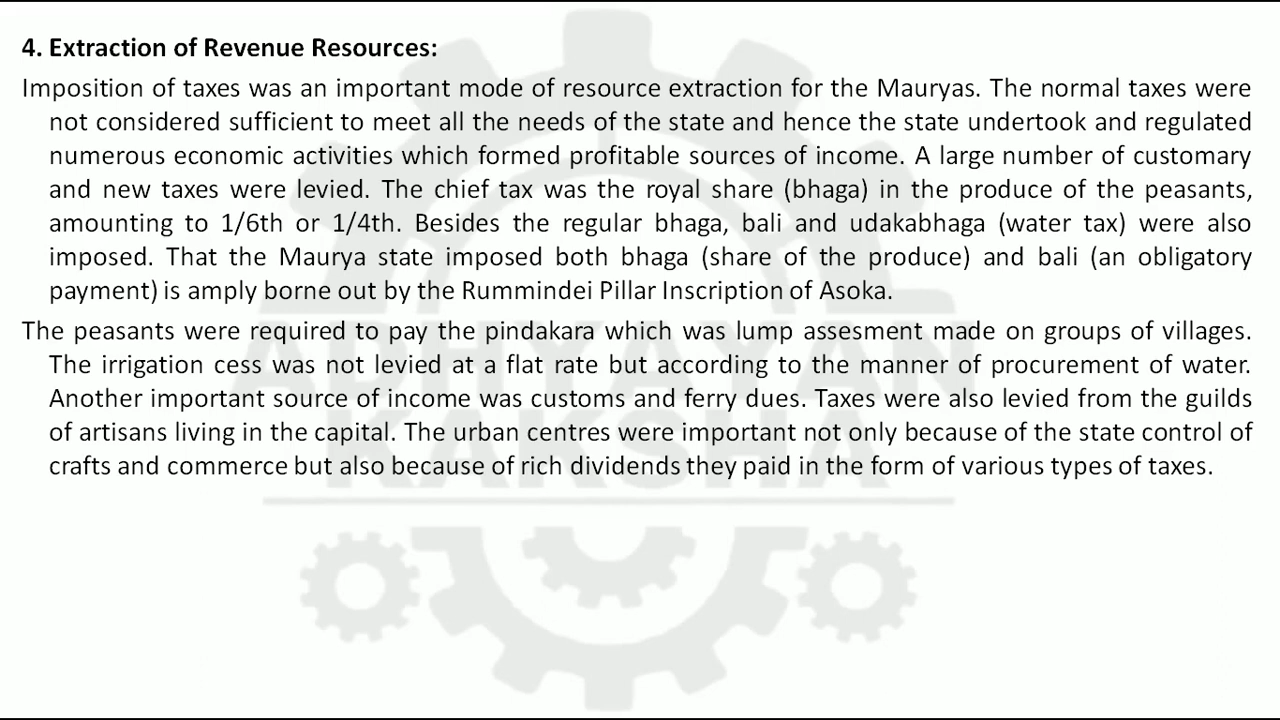 4. Extraction of Revenue Resources:
Imposition of taxes was an important mode of resource extraction for the Mauryas. The normal taxes were
not considered sufficient to meet all the needs of the state and hence the state undertook and regulated
numerous economic activities which formed profitable sources of income. A large number of customary
and new taxes were levied. The chief tax was the royal share (bhaga) in the produce of the peasants,
amounting to 1/6th or 1/4th. Besides the regular bhaga, bali and udakabhaga (water tax) were also
imposed. That the Maurya state imposed both bhaga (share of the produce) and bali (an obligatory
payment) is amply borne out by the Rummindei Pillar Inscription of Asoka.
The peasants were required to pay the pindakara which was lump assesment made on groups of villages.
The irrigation cess was not levied at a flat rate but according to the manner of procurement of water.
Another important source of income was customs and ferry dues. Taxes were also levied from the guilds
of artisans living in the capital. The urban centres were important not only because of the state control of
crafts and commerce but also because of rich dividends they paid in the form of various types of taxes.
ADHYAYAN
KAKSHA